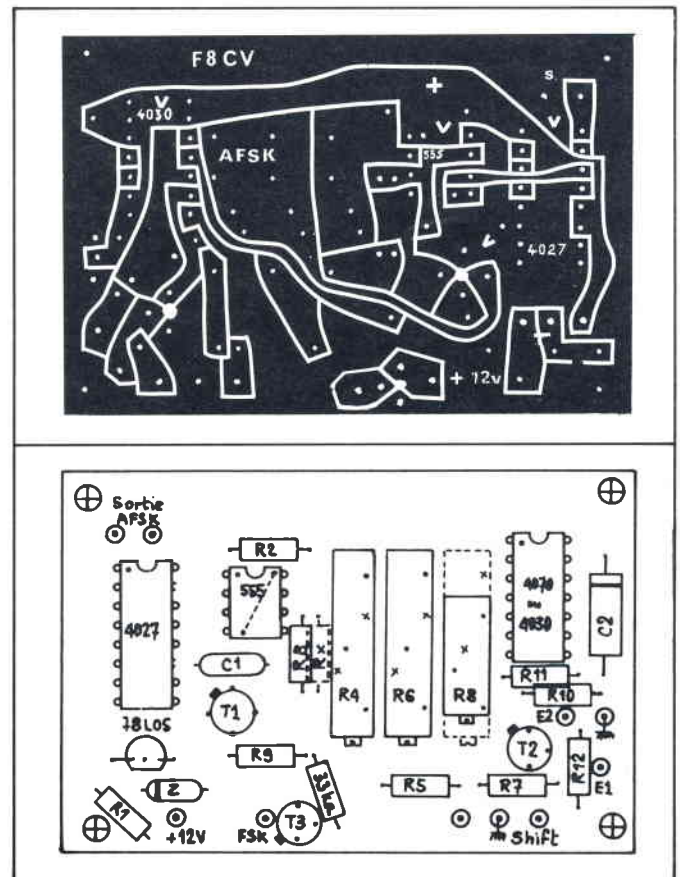 F8CV
+
S
V
V
V
4030
AFSK
555
4027
+ 12v
Sortie
AFSK
R2
555
4027
4070
ou
4030
C2
C1
R4
R6
R8
T1
R11
R10
78L05
E2
T2
R9
33kΩ
R12
Z
R5
R7
E1
R1
+12V
FSK
T3
Shift